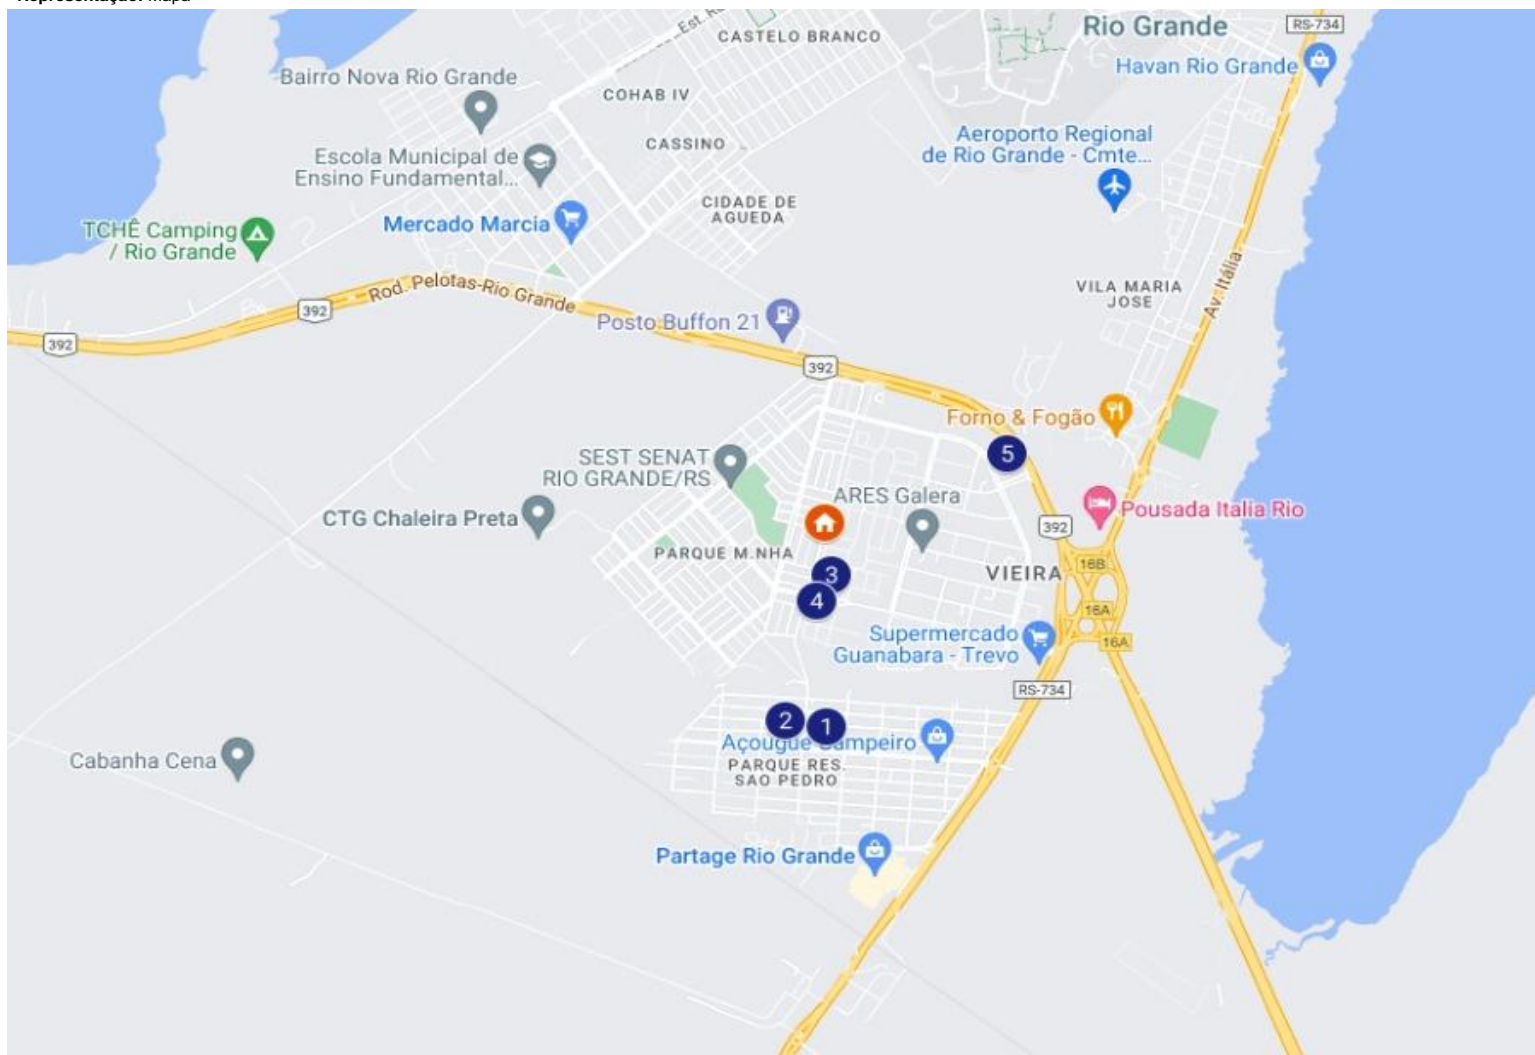 Representação: Mapa
Est. R
CASTELO BRANCO
Rio Grande
RS-734
Havan Rio Grande
Bairro Nova Rio Grande
COHAB IV
CASSINO
Aeroporto Regional
de Rio Grande - Cmte...
Escola Municipal de
Ensino Fundamental...
CIDADE DE
AGUEDA
Mercado Marcia
TCHÊ Camping
/ Rio Grande
Av. Itália
VILA MARIA
JOSE
Rod. Pelotas-Rio Grande
392
392
Posto Buffon 21
392
Forno & Fogão
5
SEST SENAT
RIO GRANDE/RS
ARES Galera
CTG Chaleira Preta
Pousada Italia Rio
392
PARQUE M.NHA
3
VIEIRA
16B
4
16A
Supermercado
Guanabara - Trevo
16A
RS-734
2
1
Açougue Campeiro
PARQUE RES.
SAO PEDRO
Cabanha Cena
Partage Rio Grande